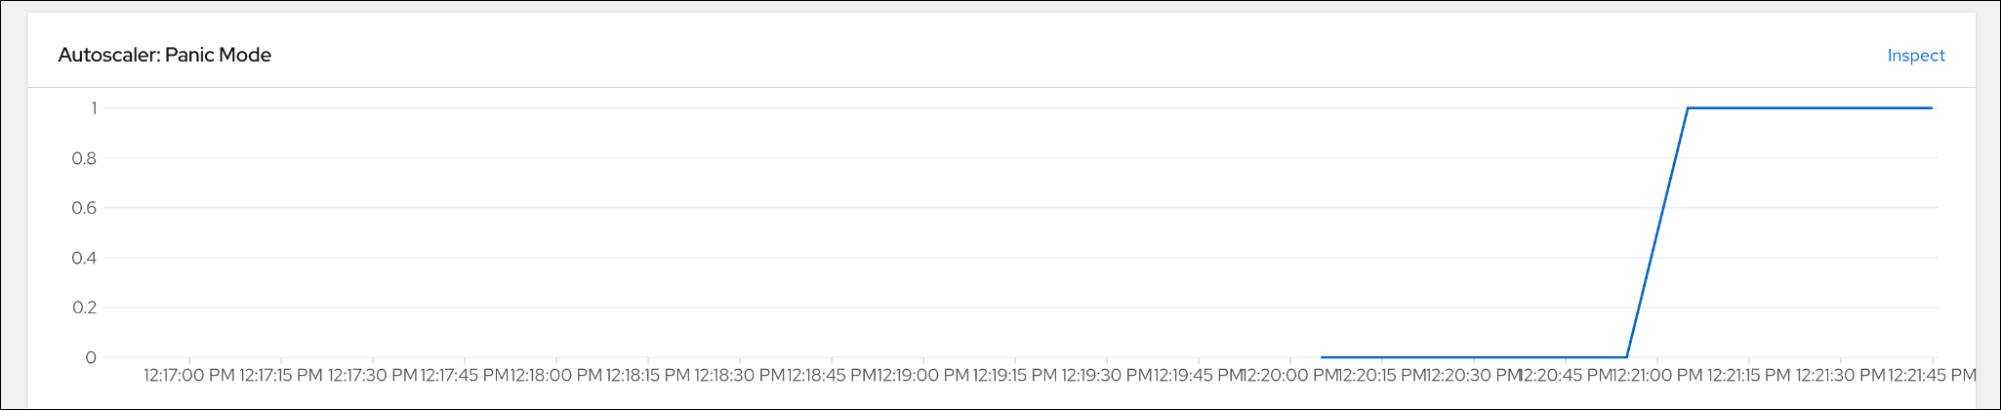 Autoscaler: Panic Mode
Inspect
1
0.8
0.6
0.4
0.2
0
12:17:00 PM 12:17:15 PM 12:17:30 PM 12:17:45 PM 12:18:00 PM 12:18:15 PM 12:18:30 PM 12:18:45 PM 12:19:00 PM 12:19:15 PM 12:19:30 PM 12:19:45 PM 12:20:00 PM 12:20:15 PM 12:20:30 PM 12:20:45 PM 12:21:00 PM 12:21:15 PM 12:21:30 PM 12:21:45 PM